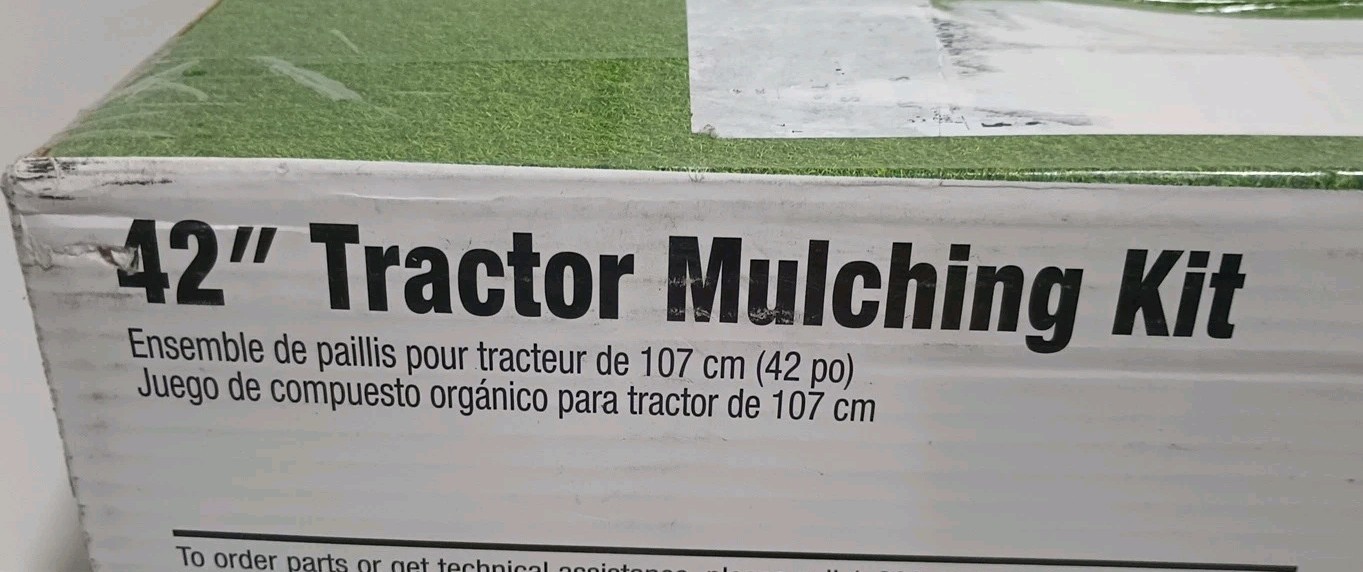 42" Tractor Mulching Kit
Ensemble de paillis pour tracteur de 107 cm (42 po)
Juego de compuesto orgánico para tractor de 107 cm
To order parts or get technical